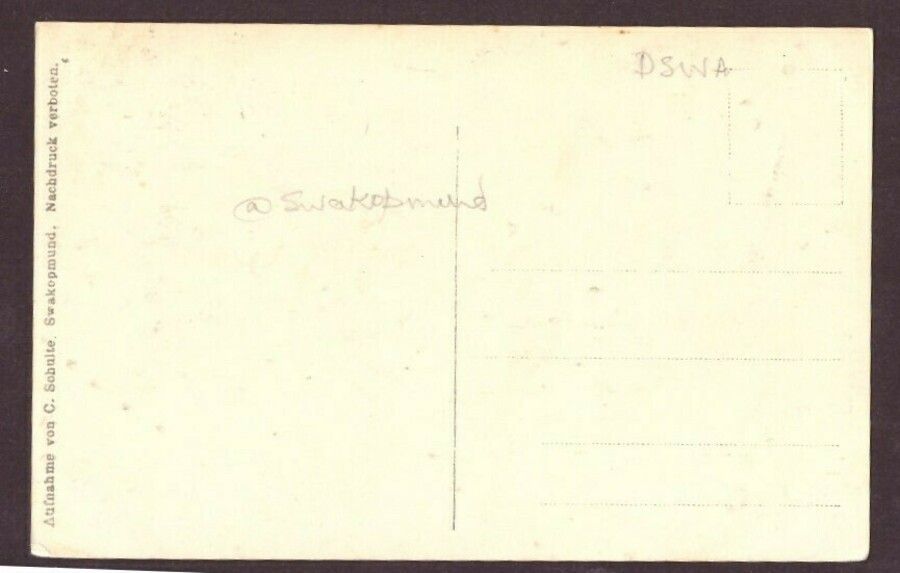 DSWA
@ Swakopmund
Aufnahme von C. Schulte, Swakopmund. Nachdruck verboten.